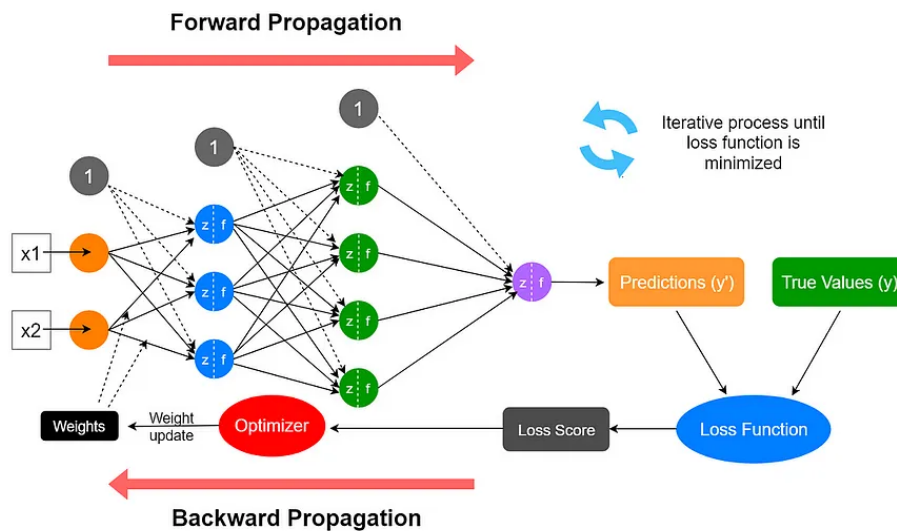 Forward Propagation
1
1
1
Iterative process until
loss function is
minimized
z f
z f
x1
z f
z f
z f
Predictions (y')
True Values (y)
x2
z f
z f
z f
Weights
Weight
update
Optimizer
Loss Score
Loss Function
Backward Propagation